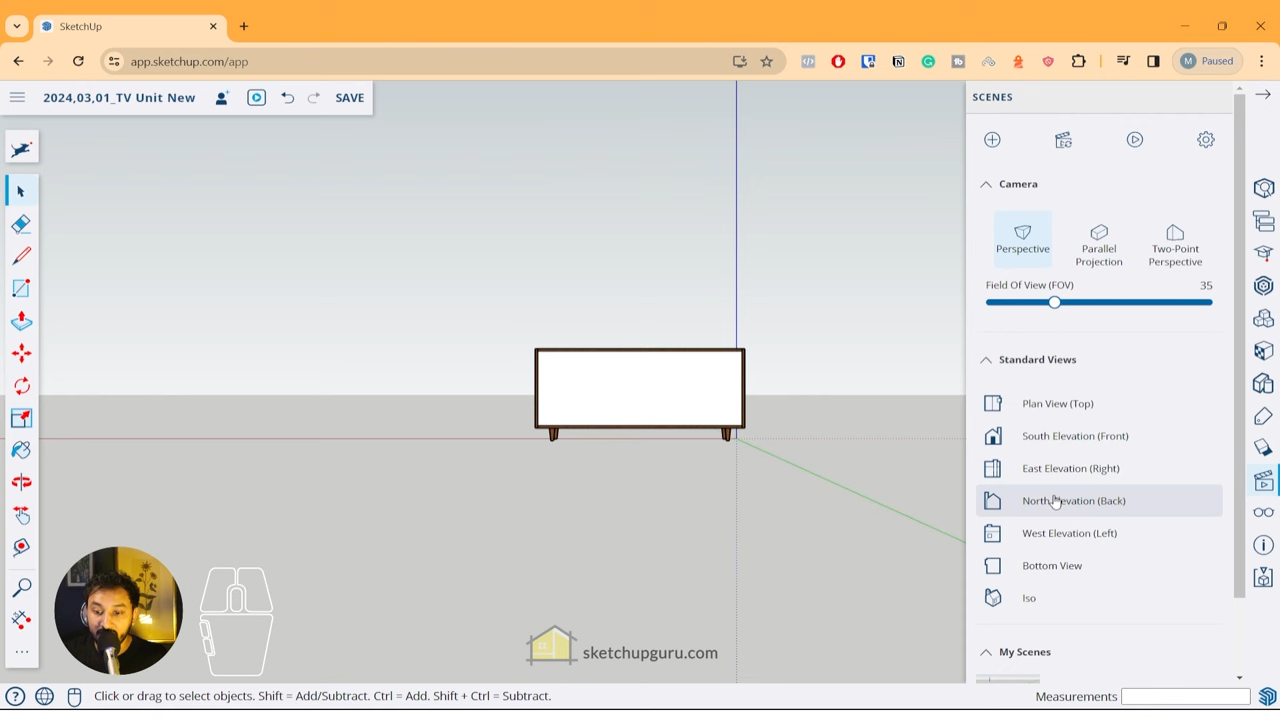 SketchUp
app.sketchup.com/app
M Paused
2024,03,01_TV Unit New
SAVE
SCENES
Camera
Perspective
Parallel
Projection
Two-Point
Perspective
Field Of View (FOV) 35
Standard Views
Plan View (Top)
South Elevation (Front)
East Elevation (Right)
North Elevation (Back)
West Elevation (Left)
Bottom View
Iso
My Scenes
sketchupguru.com
Click or drag to select objects. Shift = Add/Subtract. Ctrl = Add. Shift + Ctrl = Subtract.
Measurements